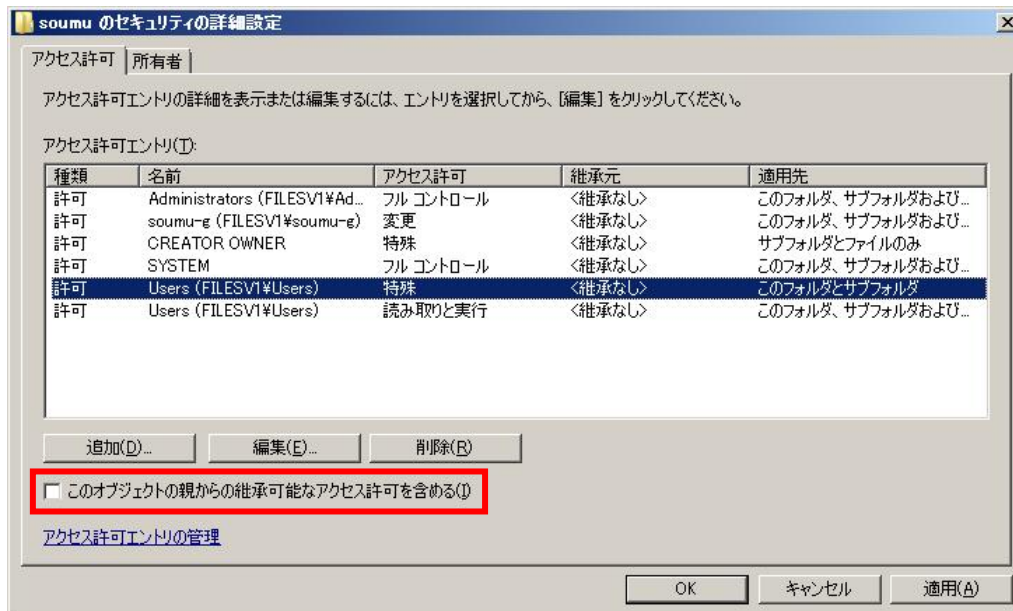 soumu のセキュリティの詳細設定
アクセス許可 所有者
アクセス許可エントリの詳細を表示または編集するには、エントリを選択してから、[編集] をクリックしてください。
アクセス許可エントリ(T):
種類 名前 アクセス許可 継承元 適用先
許可 Administrators (FILESV1¥Ad... フル コントロール <継承なし> このフォルダ、サブフォルダおよび...
許可 soumu-g (FILESV1¥soumu-g) 変更 <継承なし> このフォルダ、サブフォルダおよび...
許可 CREATOR OWNER 特殊 <継承なし> サブフォルダとファイルのみ
許可 SYSTEM フル コントロール <継承なし> このフォルダ、サブフォルダおよび...
許可 Users (FILESV1¥Users) 特殊 <継承なし> このフォルダとサブフォルダ
許可 Users (FILESV1¥Users) 読み取りと実行 <継承なし> このフォルダ、サブフォルダおよび...
追加(D)... 編集(E)... 削除(R)
このオブジェクトの親からの継承可能なアクセス許可を含める(I)
アクセス許可エントリの管理
OK キャンセル 適用(A)